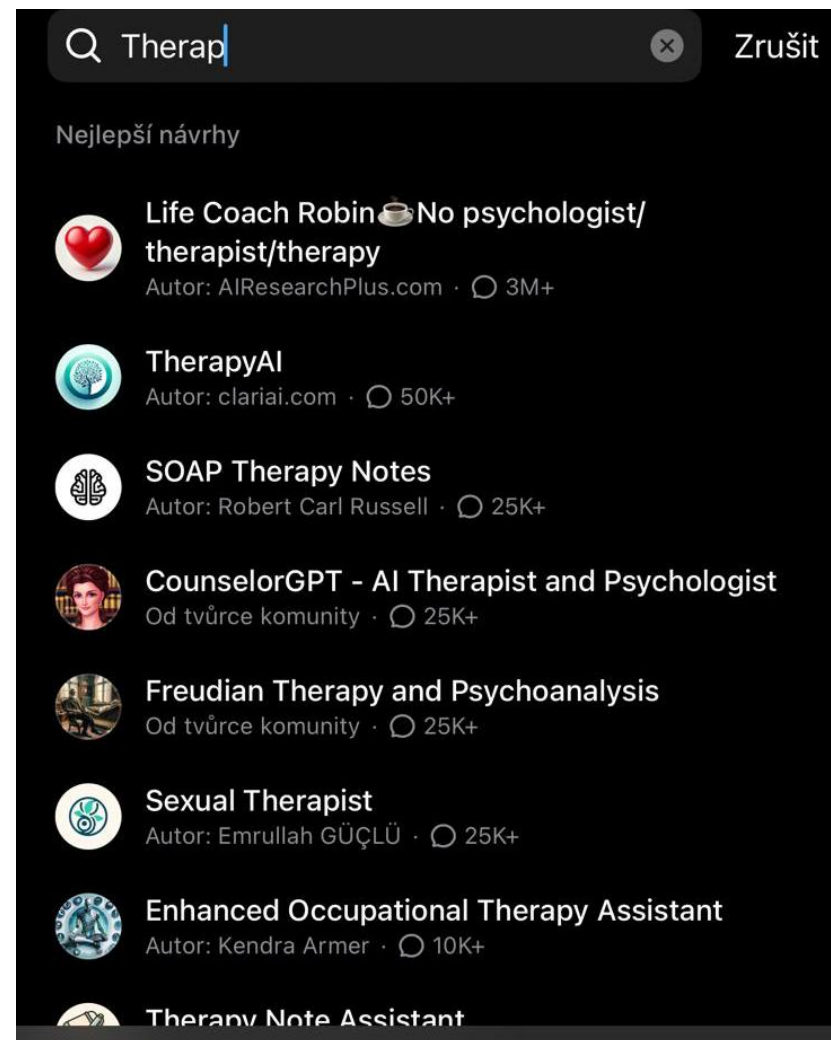 Therap
Zrušit
Nejlepší návrhy
Life Coach Robin☕No psychologist/
therapist/therapy
Autor: AIResearchPlus.com · 3M+
TherapyAI
Autor: clariai.com · 50K+
SOAP Therapy Notes
Autor: Robert Carl Russell · 25K+
CounselorGPT - AI Therapist and Psychologist
Od tvůrce komunity · 25K+
Freudian Therapy and Psychoanalysis
Od tvůrce komunity · 25K+
Sexual Therapist
Autor: Emrullah GÜÇLÜ · 25K+
Enhanced Occupational Therapy Assistant
Autor: Kendra Armer · 10K+
Therapy Note Assistant